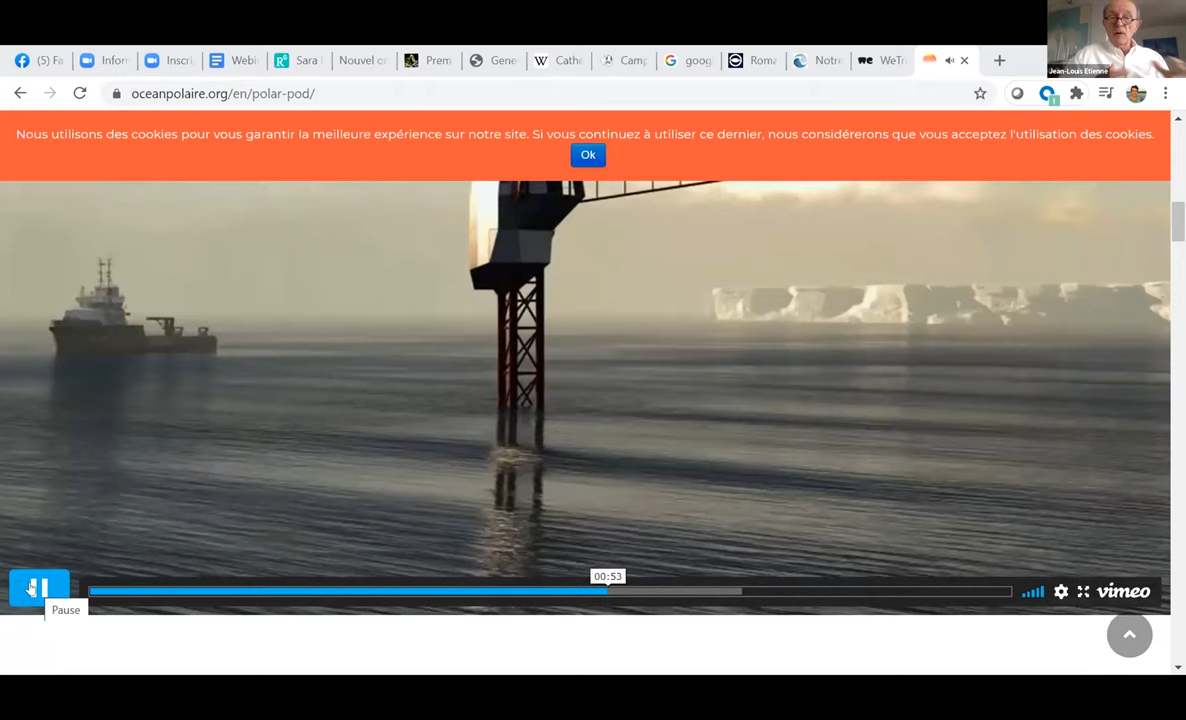 (5) Fa
Infor
Inscri
Webi
Sara
Nouvel o
Prem
Gene
Cathe
Camp
goog
Roma
Notre
WeTr
Jean-Louis Etienne
oceanpolaire.org/en/polar-pod/
1
Nous utilisons des cookies pour vous garantir la meilleure expérience sur notre site. Si vous continuez à utiliser ce dernier, nous considérerons que vous acceptez l'utilisation des cookies.
Ok
00:53
vimeo
Pause